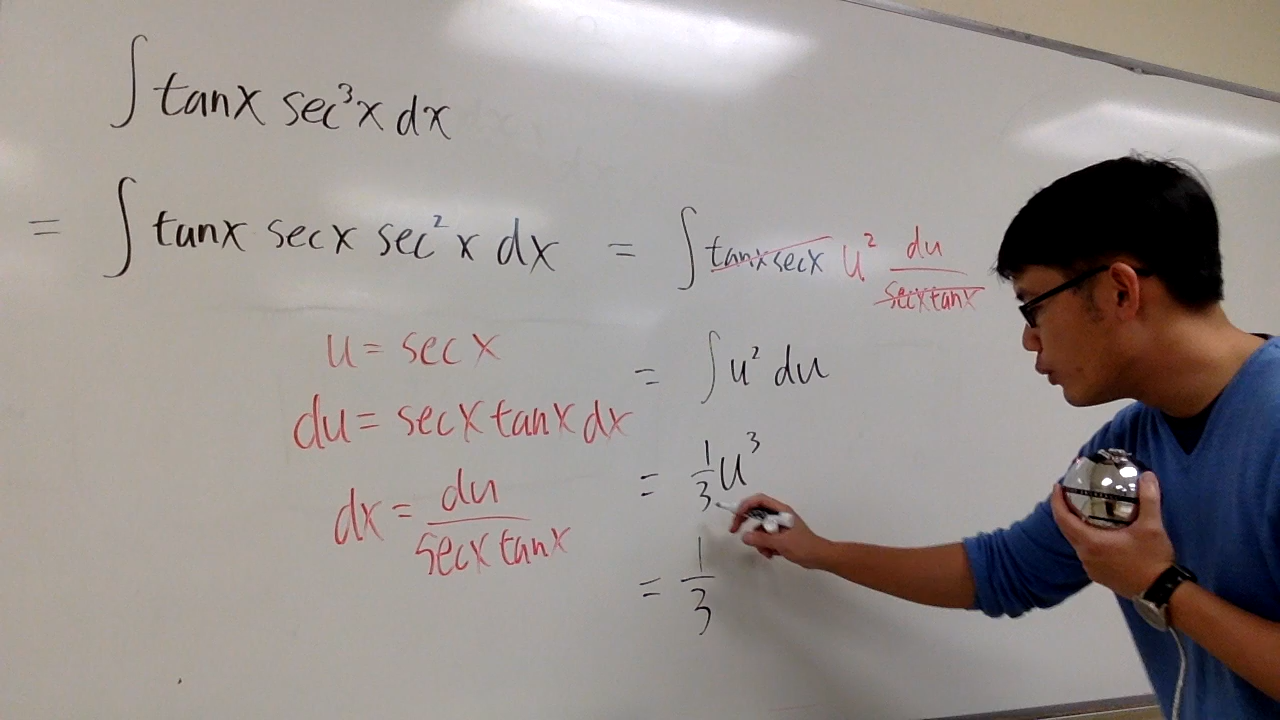 ∫ tanx sec³x dx
= ∫ tanx secx sec²x dx = ∫ tanx secx u² du/(secx tanx)
u = secx
du = secx tanx dx
dx = du/(secx tanx)
= ∫ u² du
= 1/3 u³
= 1/3